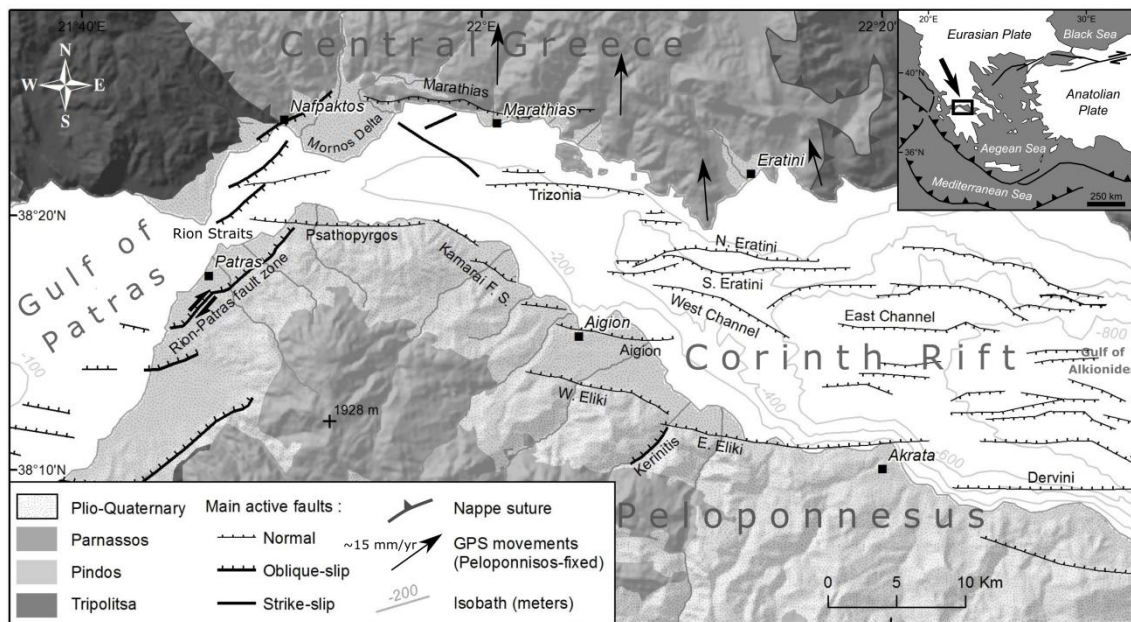 21°40'E
22°E
22°20'E
N
W E
S
Central Greece
Marathias
Nafpaktos
Marathias
Mornos Delta
Eratini
38°20'N
Trizonia
Rion Straits
Psathopyrgos
Gulf of
Patras
Patras
Rion-Patras fault zone
Kamarai F. S.
-200
N. Eratini
S. Eratini
West Channel
East Channel
-800
Gulf of
Alkionides
-100
Aigion
Aigion
Corinth Rift
W. Eliki
-400
1928 m
Kerinitis
E. Eliki
-600
Akrata
38°10'N
Dervini
Peloponnesus
20°E
30°E
Eurasian Plate
Black Sea
40°N
Anatolian
Plate
36°N
Aegean Sea
Mediterranean Sea
250 km
Plio-Quaternary
Parnassos
Pindos
Tripolitsa
Main active faults :
Normal
Oblique-slip
Strike-slip
Nappe suture
~15 mm/yr
GPS movements
(Peloponnisos-fixed)
-200
Isobath (meters)
0 5 10 Km